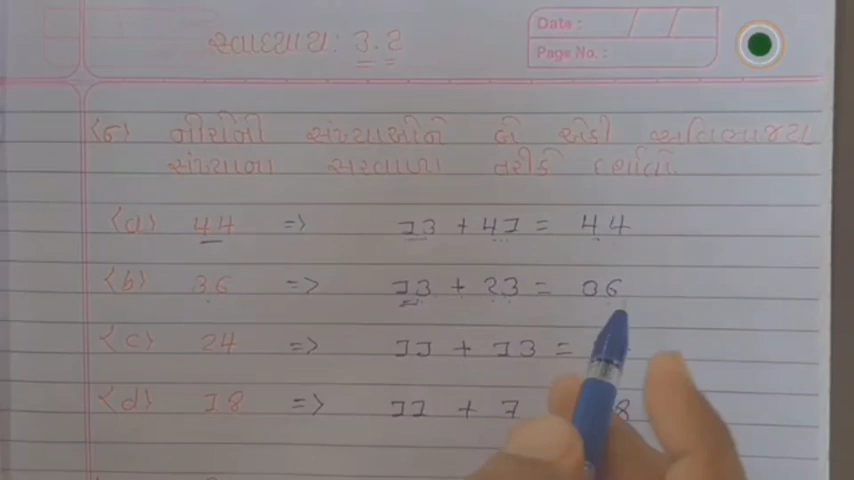 સ્વાધ્યાય: 3.2
Date:
Page No.:
નીચેની સંખ્યાઓને બે એકી અવિભાજ્ય
સંખ્યાના સરવાળા તરીકે દર્શાવો
(a) 44 => 13 + 41 = 44
(b) 36 => 13 + 23 = 36
(c) 24 => 11 + 13 =
(d) 18 => 11 + 7 8